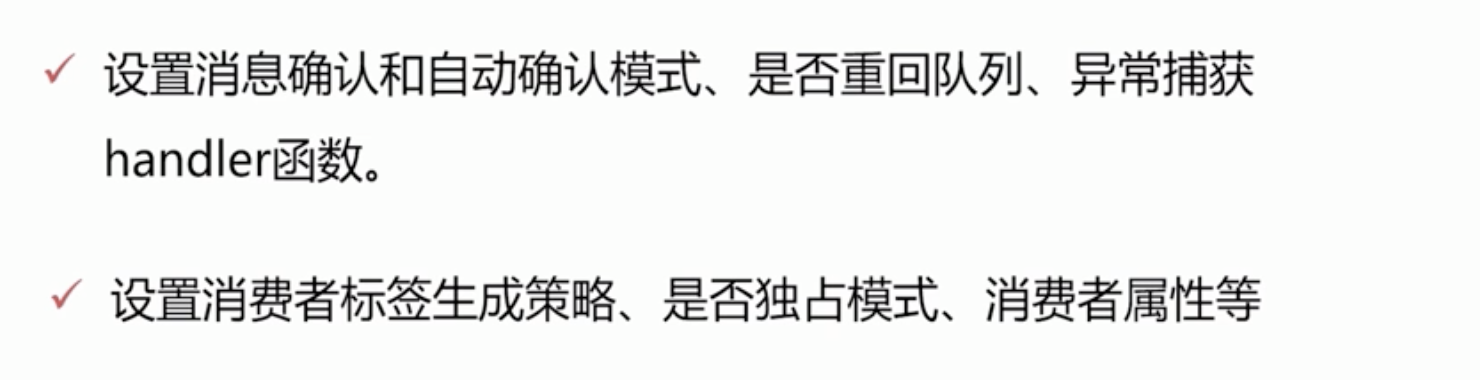 ✓ 设置消息确认和自动确认模式、是否重回队列、异常捕获
handler函数。
✓ 设置消费者标签生成策略、是否独占模式、消费者属性等